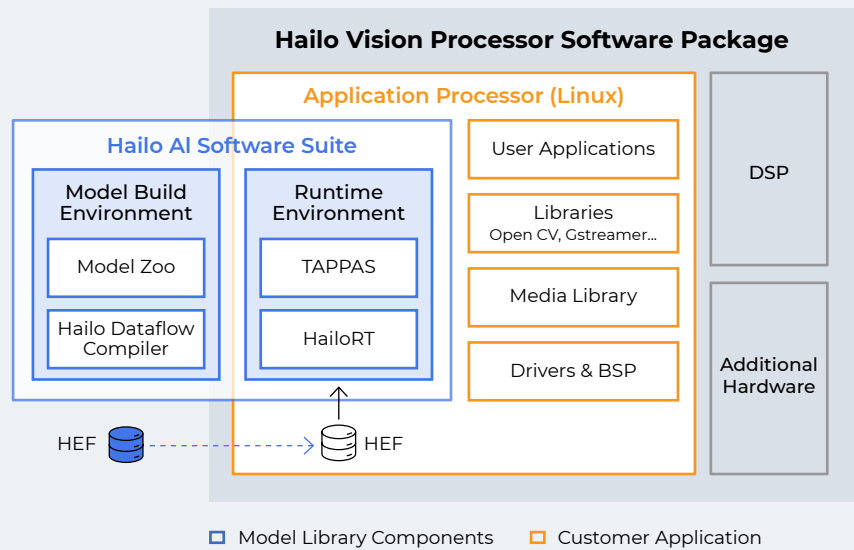 Hailo Vision Processor Software Package
Application Processor (Linux)
Hailo AI Software Suite
Model Build
Environment
Model Zoo
Hailo Dataflow
Compiler
Runtime
Environment
TAPPAS
HailoRT
User Applications
Libraries
Open CV, Gstreamer...
Media Library
Drivers & BSP
DSP
Additional
Hardware
HEF
HEF
Model Library Components
Customer Application